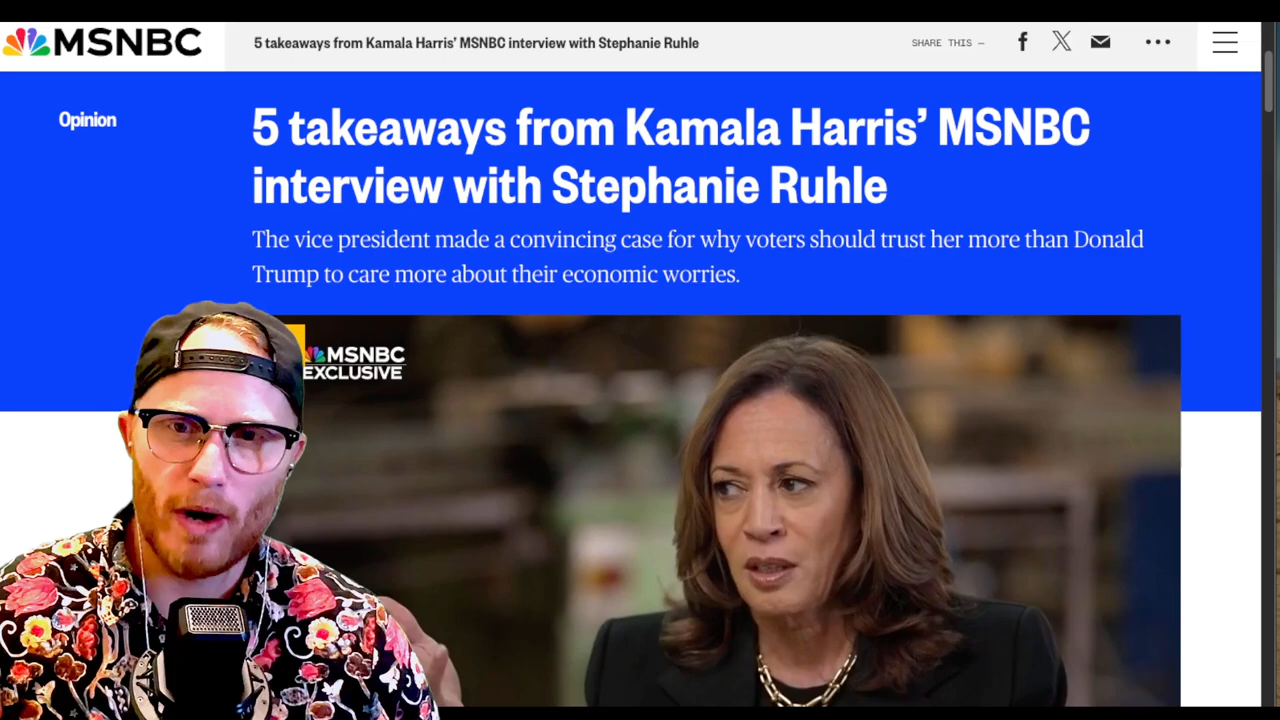 MSNBC
5 takeaways from Kamala Harris’ MSNBC interview with Stephanie Ruhle
SHARE THIS –
Opinion
5 takeaways from Kamala Harris’ MSNBC
interview with Stephanie Ruhle
The vice president made a convincing case for why voters should trust her more than Donald
Trump to care more about their economic worries.
MSNBC
EXCLUSIVE